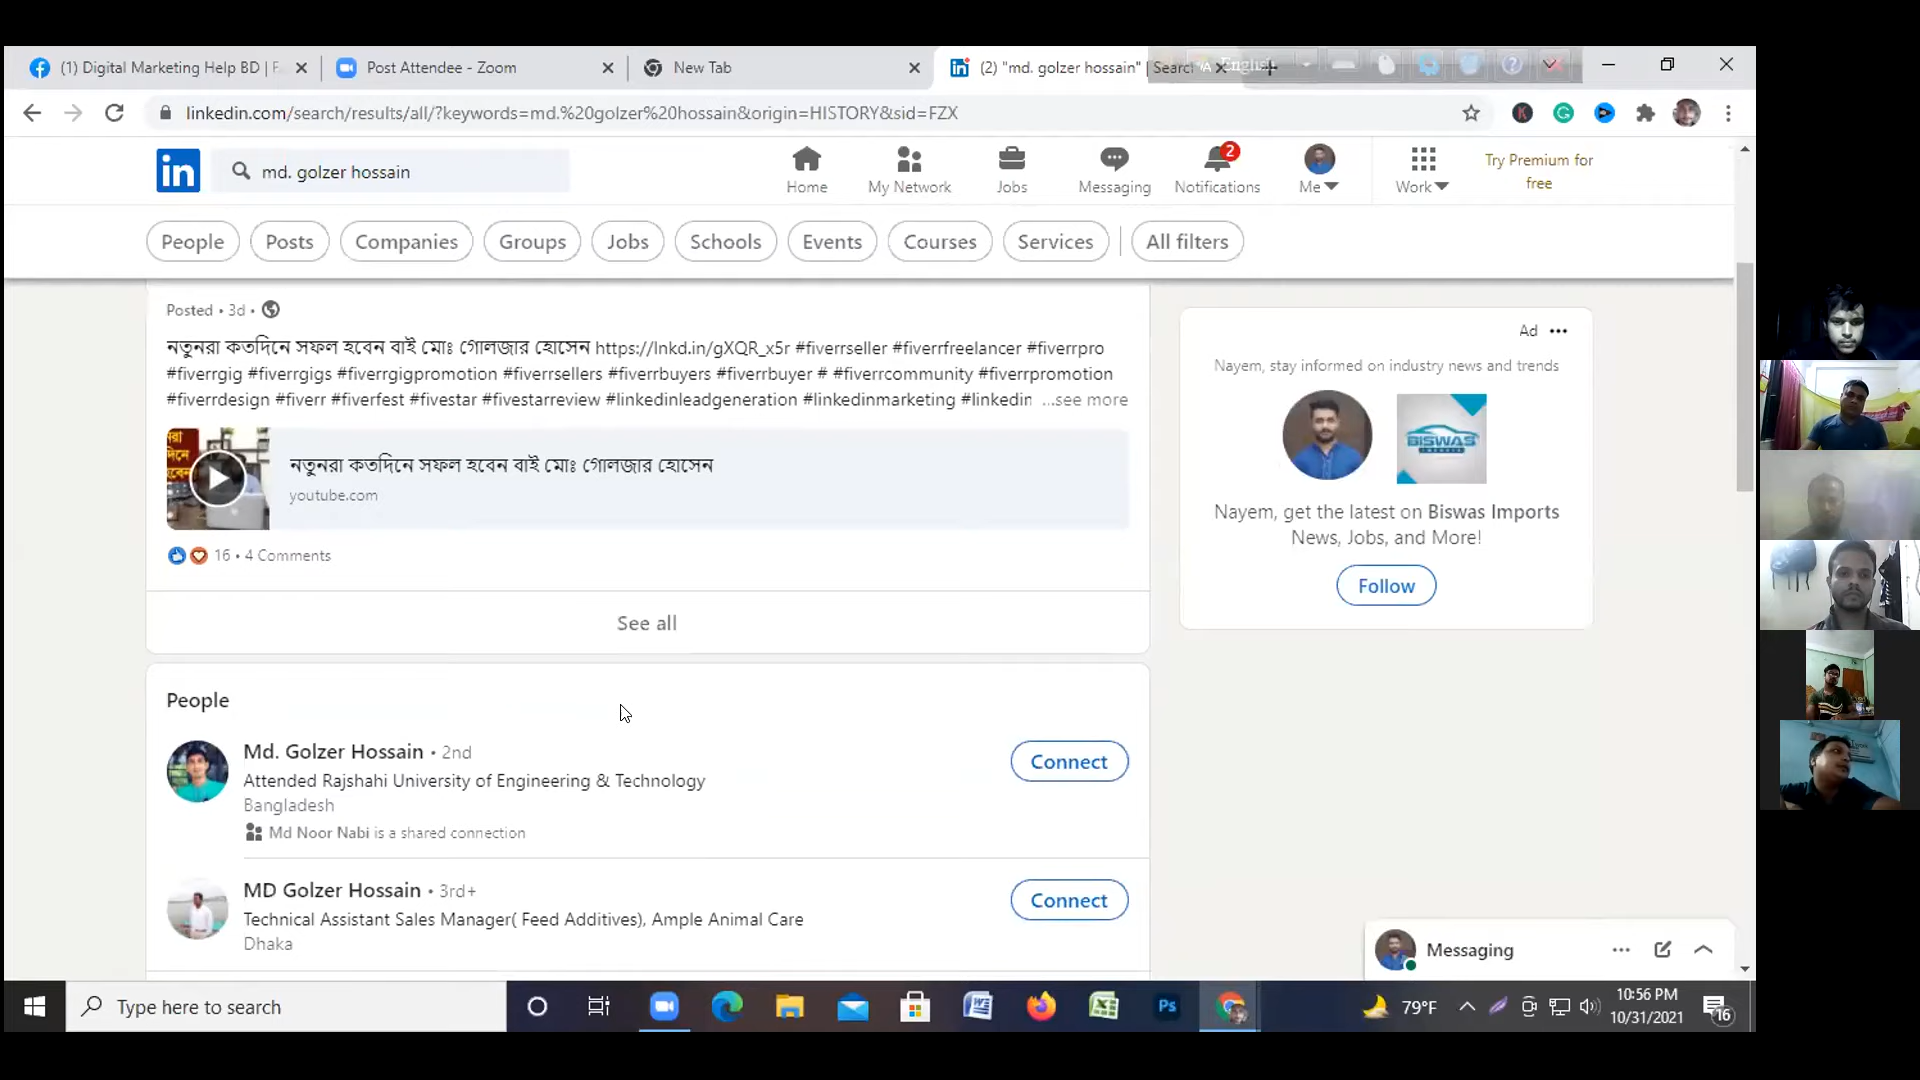 (1) Digital Marketing Help BD |
Post Attendee - Zoom
New Tab
(2) "md. golzer hossain" | Search
English
linkedin.com/search/results/all/?keywords=md.%20golzer%20hossain&origin=HISTORY&sid=FZX
in
md. golzer hossain
Home
My Network
Jobs
Messaging
2
Notifications
Me
Work
Try Premium for
free
People
Posts
Companies
Groups
Jobs
Schools
Events
Courses
Services
All filters
Posted • 3d •
নতুনরা কতদিনে সফল হবেন বাই মোঃ গোলজার হোসেন https://lnkd.in/gXQR_x5r #fiverrseller #fiverrfreelancer #fiverrpro
#fiverrgig #fiverrgigs #fiverrgigpromotion #fiverrsellers #fiverrbuyers #fiverrbuyer # #fiverrcommunity #fiverrpromotion
#fiverrdesign #fiverr #fiverfest #fivestar #fivestarreview #linkedinleadgeneration #linkedinmarketing #linkedin ...see more
নতুনরা কতদিনে সফল হবেন বাই মোঃ গোলজার হোসেন
youtube.com
16 • 4 Comments
See all
Ad •••
Nayem, stay informed on industry news and trends
BISWAS
Nayem, get the latest on Biswas Imports
News, Jobs, and More!
Follow
People
Md. Golzer Hossain • 2nd
Attended Rajshahi University of Engineering & Technology
Bangladesh
Md Noor Nabi is a shared connection
Connect
MD Golzer Hossain • 3rd+
Technical Assistant Sales Manager( Feed Additives), Ample Animal Care
Dhaka
Connect
Messaging
Type here to search
Ps
79°F
10:56 PM
10/31/2021
16